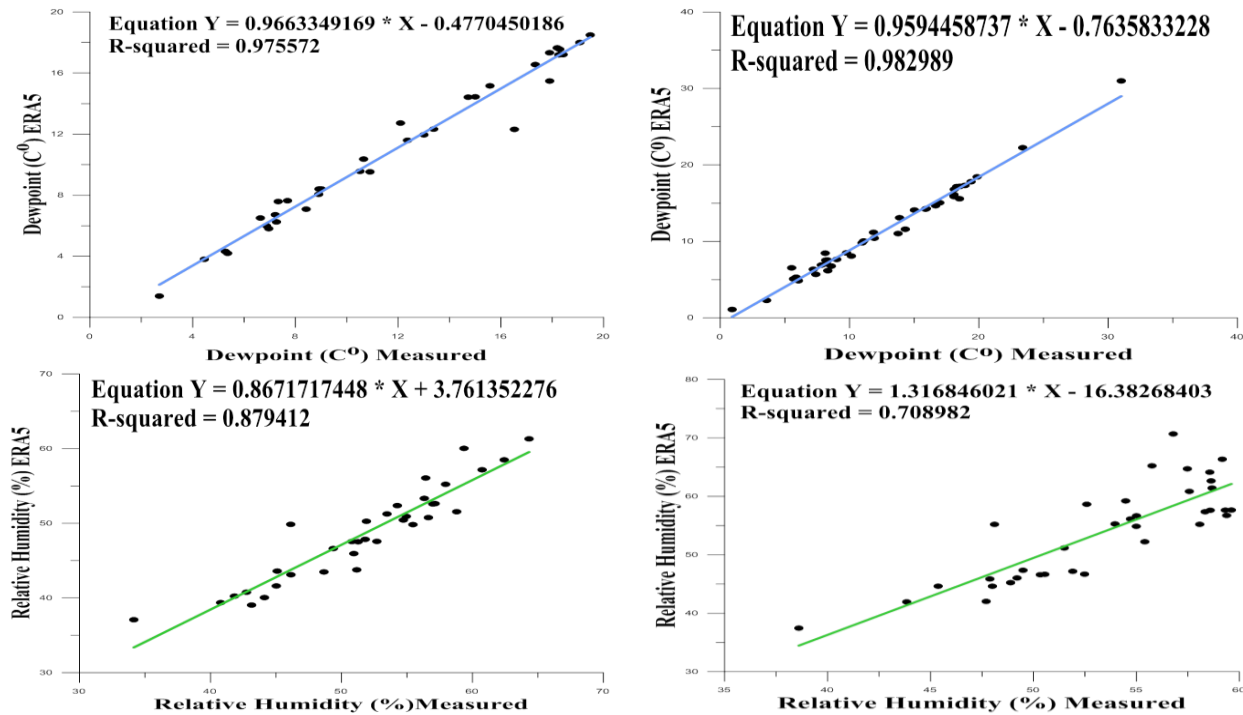 Equation Y = 0.9663349169 * X - 0.4770450186
R-squared = 0.975572
Dewpoint (C⁰) ERA5
20
16
12
8
4
0
0
4
8
12
16
20
Dewpoint (C⁰) Measured
Equation Y = 0.9594458737 * X - 0.7635833228
R-squared = 0.982989
Dewpoint (C⁰) ERA5
40
30
20
10
0
0
10
20
30
40
Dewpoint (C⁰) Measured
Equation Y = 0.8671717448 * X + 3.761352276
R-squared = 0.879412
Relative Humidity (%) ERA5
70
60
50
40
30
30
40
50
60
70
Relative Humidity (%)Measured
Equation Y = 1.316846021 * X - 16.38268403
R-squared = 0.708982
Relative Humidity (%) ERA5
80
70
60
50
40
30
35
40
45
50
55
60
Relative Humidity (%) Measured